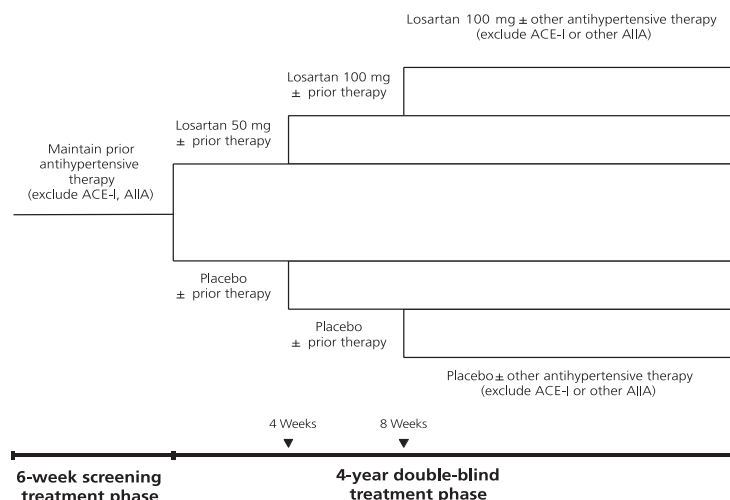 Losartan 100 mg ± other antihypertensive therapy
(exclude ACE-I or other AIIA)
Losartan 100 mg
± prior therapy
Losartan 50 mg
± prior therapy
Maintain prior
antihypertensive
therapy
(exclude ACE-I, AIIA)
Placebo
± prior therapy
Placebo
± prior therapy
Placebo ± other antihypertensive therapy
(exclude ACE-I or other AIIA)
4 Weeks
8 Weeks
6-week screening
treatment phase
4-year double-blind
treatment phase